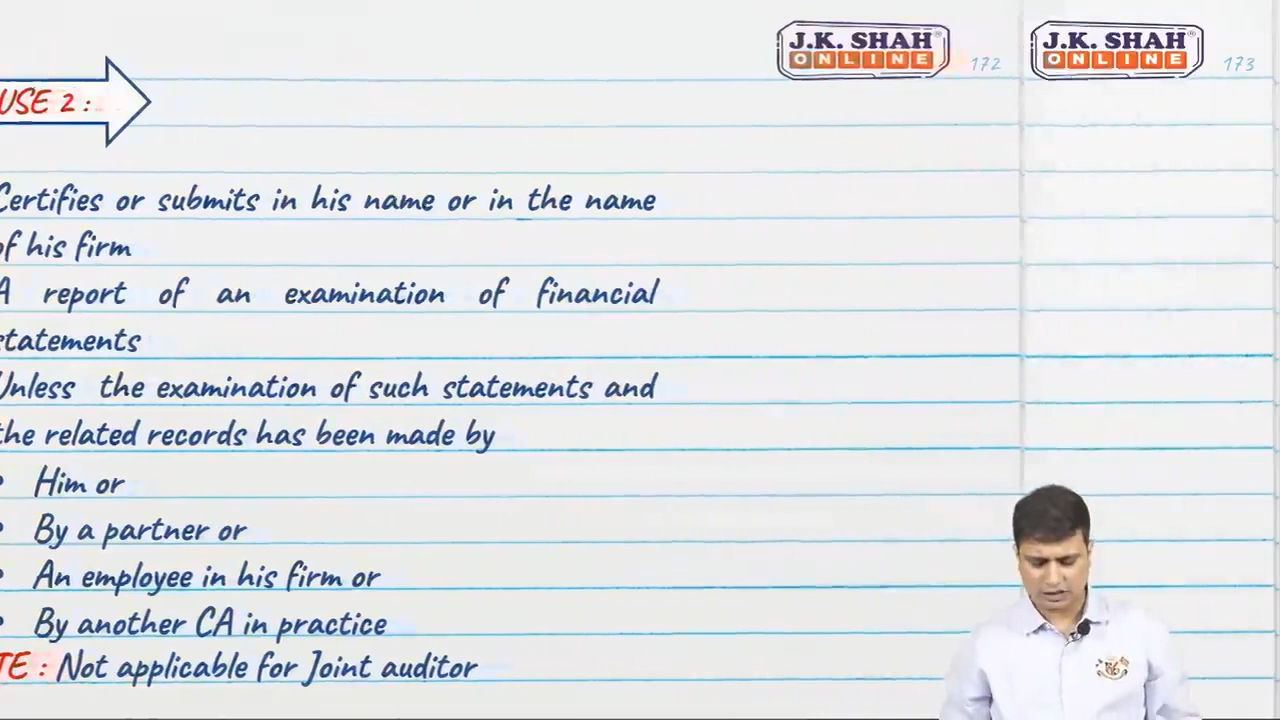 J.K. SHAH ONLINE 172 J.K. SHAH ONLINE 173
USE 2 :
Certifies or submits in his name or in the name
of his firm
A report of an examination of financial
statements
Unless the examination of such statements and
the related records has been made by
• Him or
• By a partner or
• An employee in his firm or
• By another CA in practice
TE : Not applicable for Joint auditor